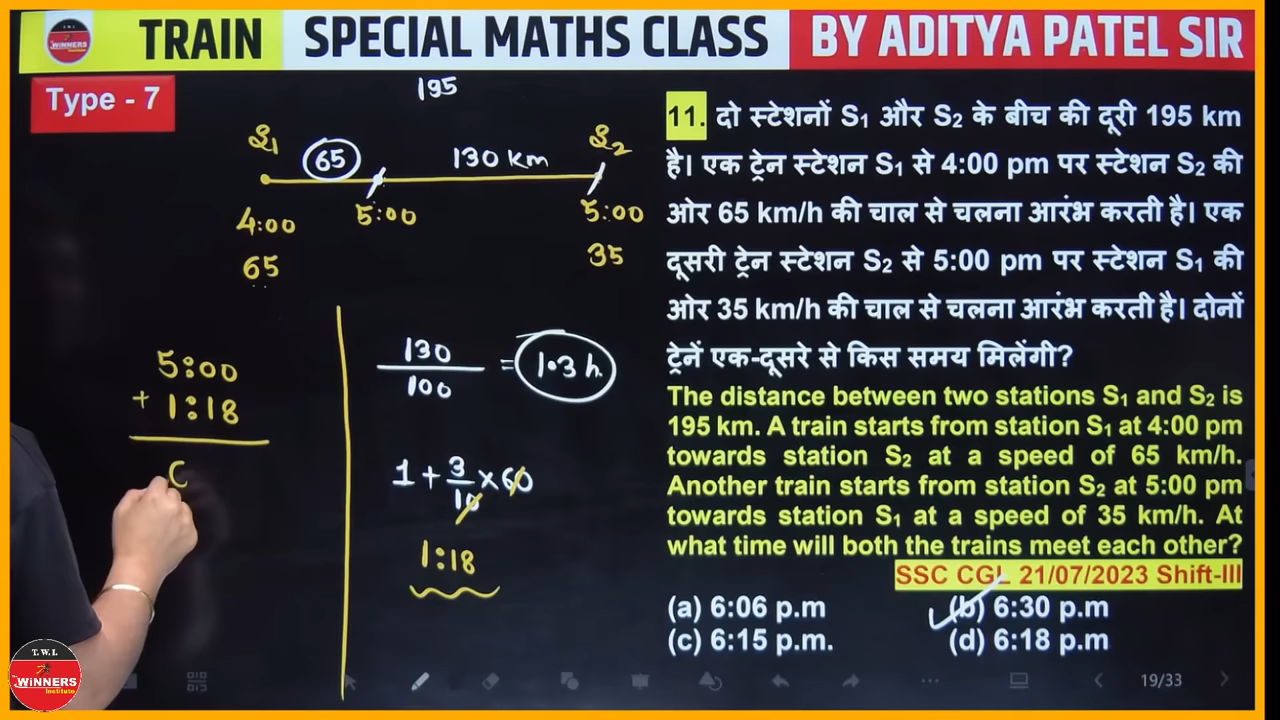 T.W.I.
WiNNERS
Institute
TRAIN
SPECIAL MATHS CLASS
BY ADITYA PATEL SIR
Type - 7
195
S1
65
130 km
S2
4:00
5:00
5:00
65
35
5:00
+ 1:18
130
100
= 1.3 h
1 + 3/10 × 60
1:18
11. दो स्टेशनों S1 और S2 के बीच की दूरी 195 km
है। एक ट्रेन स्टेशन S1 से 4:00 pm पर स्टेशन S2 की
ओर 65 km/h की चाल से चलना आरंभ करती है। एक
दूसरी ट्रेन स्टेशन S2 से 5:00 pm पर स्टेशन S1 की
ओर 35 km/h की चाल से चलना आरंभ करती है। दोनों
ट्रेनें एक-दूसरे से किस समय मिलेंगी?
The distance between two stations S1 and S2 is
195 km. A train starts from station S1 at 4:00 pm
towards station S2 at a speed of 65 km/h.
Another train starts from station S2 at 5:00 pm
towards station S1 at a speed of 35 km/h. At
what time will both the trains meet each other?
SSC CGL 21/07/2023 Shift-III
(a) 6:06 p.m
(b) 6:30 p.m
(c) 6:15 p.m.
(d) 6:18 p.m
19/33
T.W.I.
The WiNNERS
Institute